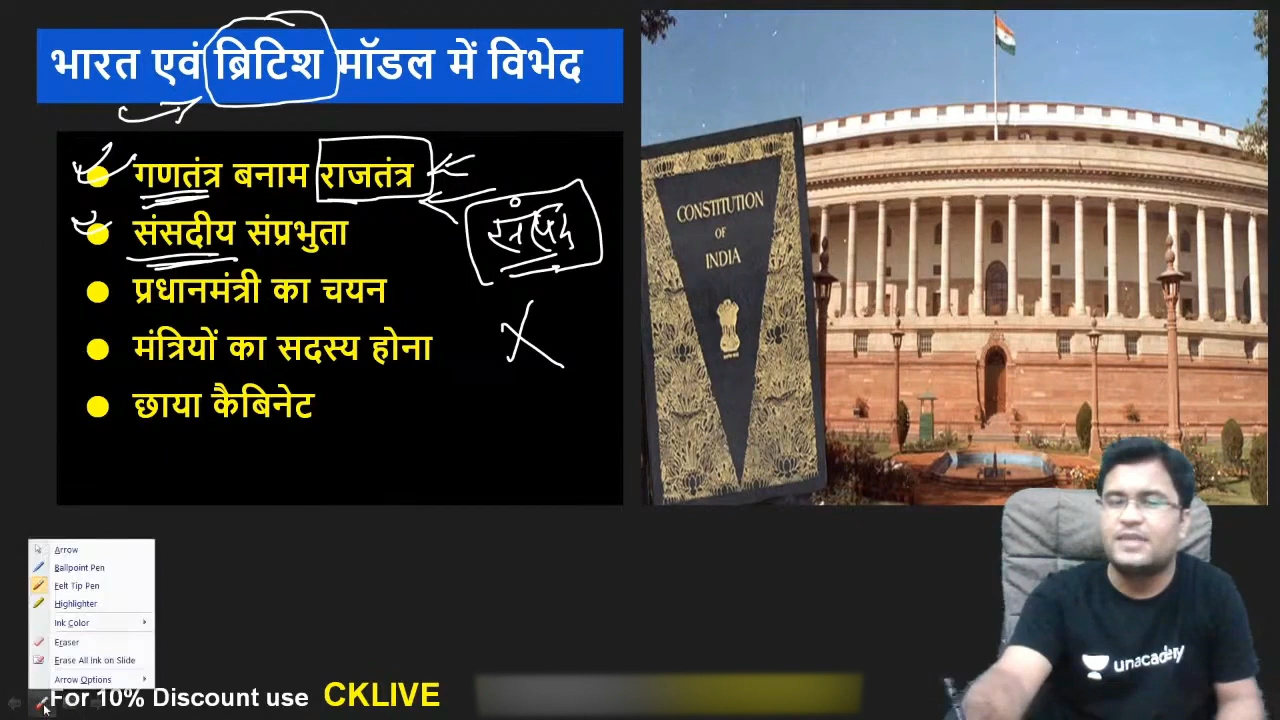 भारत एवं ब्रिटिश मॉडल में विभेद
गणतंत्र बनाम राजतंत्र
संसदीय संप्रभुता
संसद
प्रधानमंत्री का चयन
मंत्रियों का सदस्य होना
छाया कैबिनेट
CONSTITUTION
OF
INDIA
Arrow
Ballpoint Pen
Felt Tip Pen
Highlighter
Ink Color
Eraser
Erase All Ink on Slide
Arrow Options
For 10% Discount use CKLIVE
unacademy